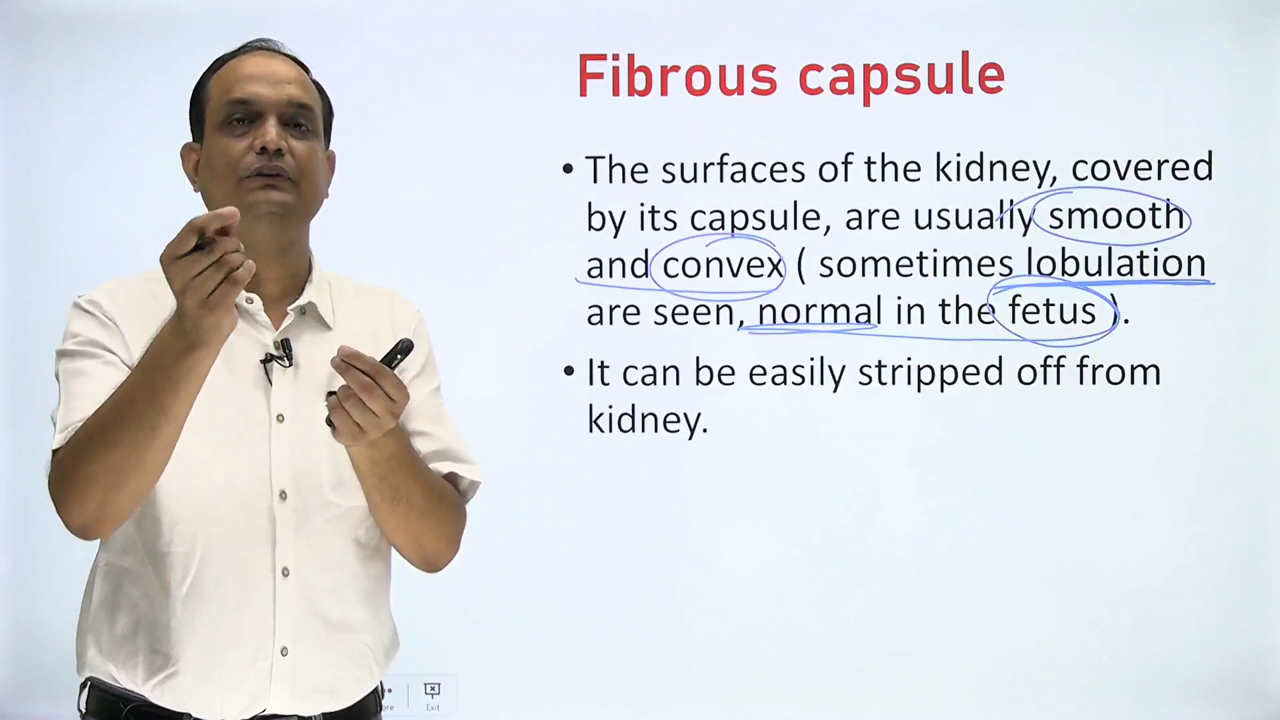 Fibrous capsule
• The surfaces of the kidney, covered
by its capsule, are usually smooth
and convex ( sometimes lobulation
are seen, normal in the fetus ).
• It can be easily stripped off from
kidney.
Exit